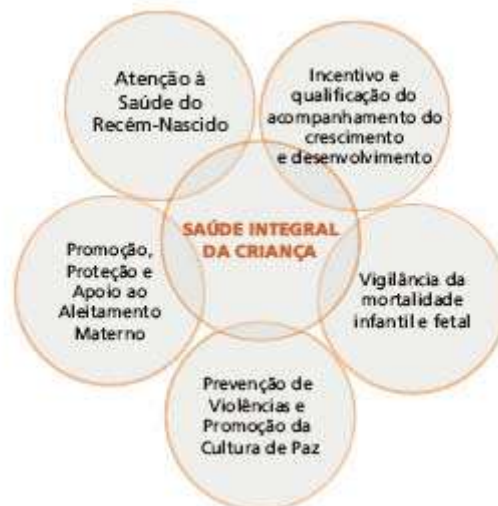 Atenção à
Saúde do
Recém-Nascido
Incentivo e
qualificação do
acompanhamento do
crescimento
e desenvolvimento
SAÚDE INTEGRAL
DA CRIANÇA
Promoção,
Proteção e
Apoio ao
Aleitamento
Materno
Vigilância da
mortalidade
infantil e fetal
Prevenção de
Violências e
Promoção da
Cultura de Paz